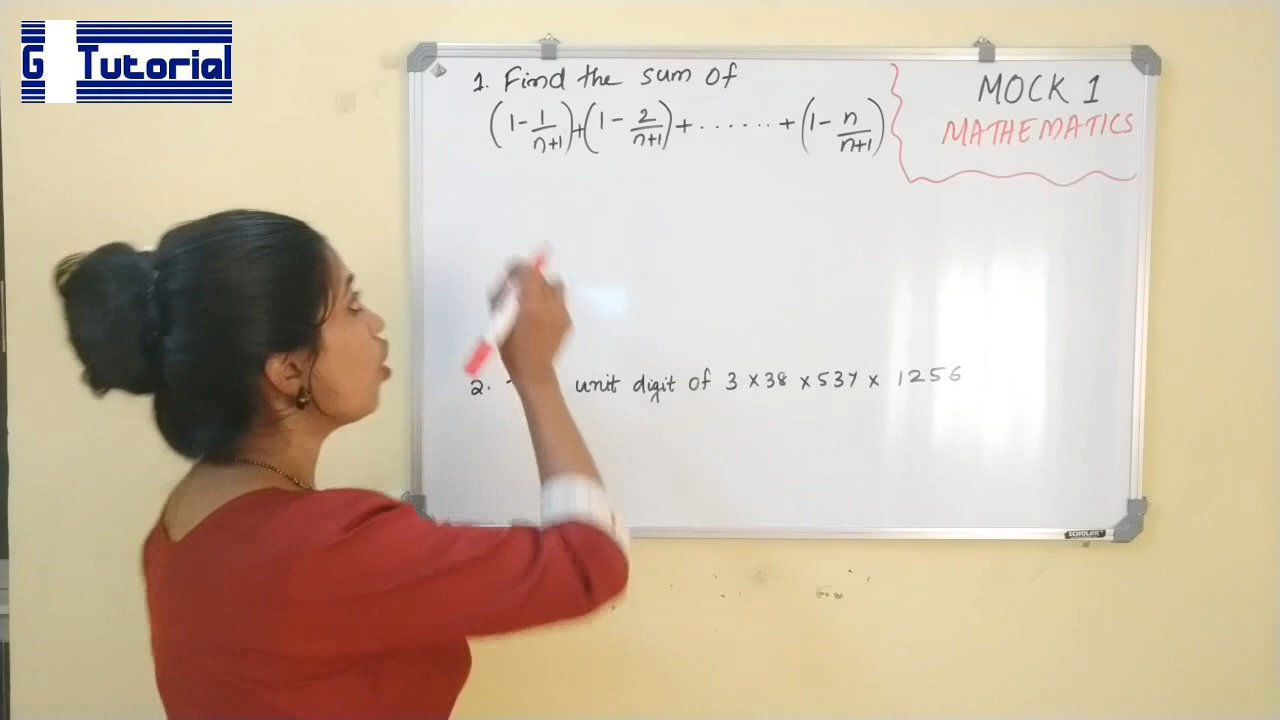 G Tutorial
1. Find the sum of
(1 - 1/n+1) + (1 - 2/n+1) + ...... + (1 - n/n+1)
MOCK 1
MATHEMATICS
2. unit digit of 3 × 38 × 537 × 1256
SCHOLAR